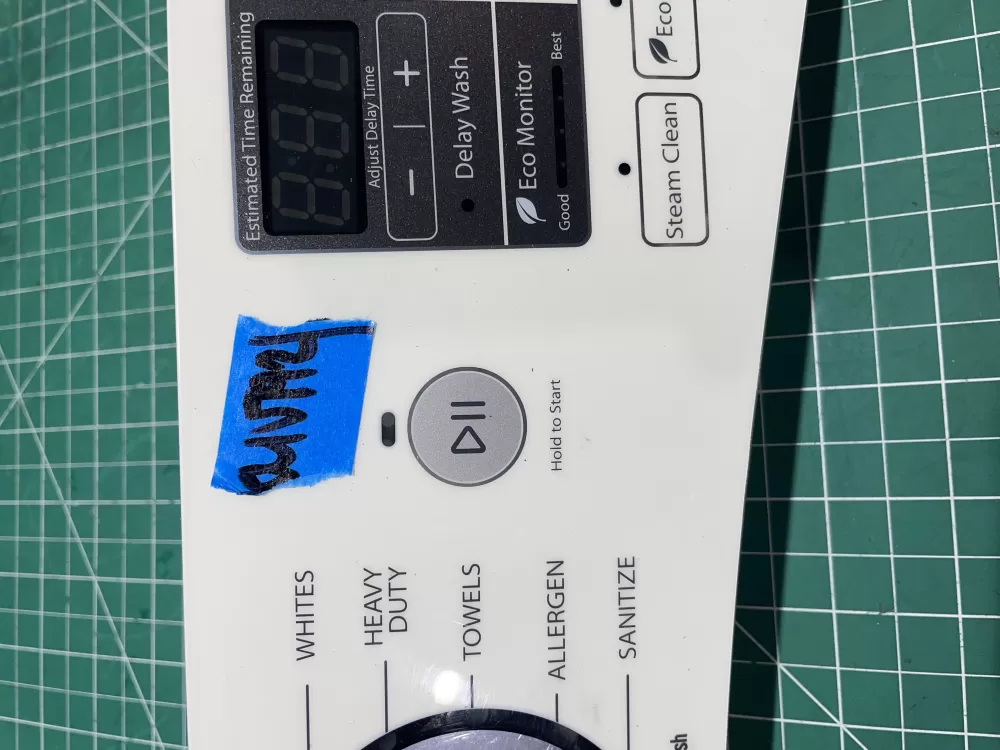 Estimated Time Remaining
Adjust Delay Time
− | +
Delay Wash
Eco Monitor
Good Best
Steam Clean
Eco
Hold to Start
WHITES
HEAVY
DUTY
TOWELS
ALLERGEN
SANITIZE
sh